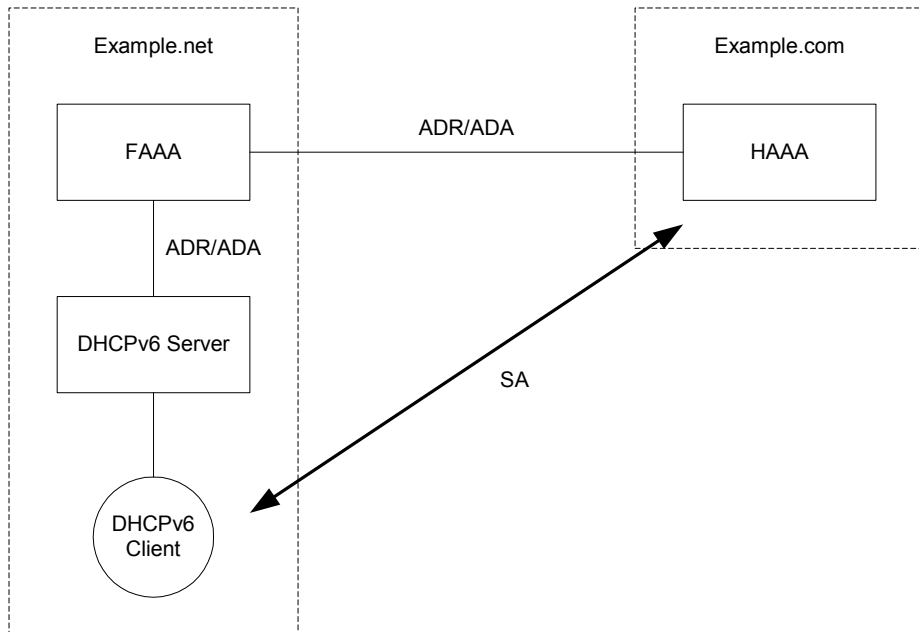 Example.net
Example.com
FAAA
ADR/ADA
HAAA
ADR/ADA
DHCPv6 Server
SA
DHCPv6
Client